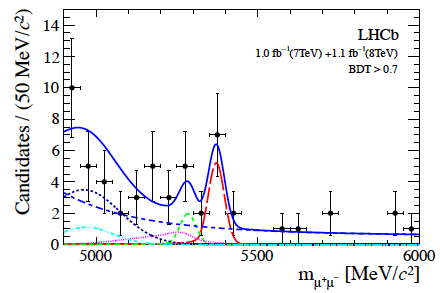 14
12
10
8
6
4
2
0
Candidates / (50 MeV/c²)
LHCb
1.0 fb⁻¹(7TeV) +1.1 fb⁻¹(8TeV)
BDT > 0.7
5000 5500 6000
mμ⁺μ⁻ [MeV/c²]